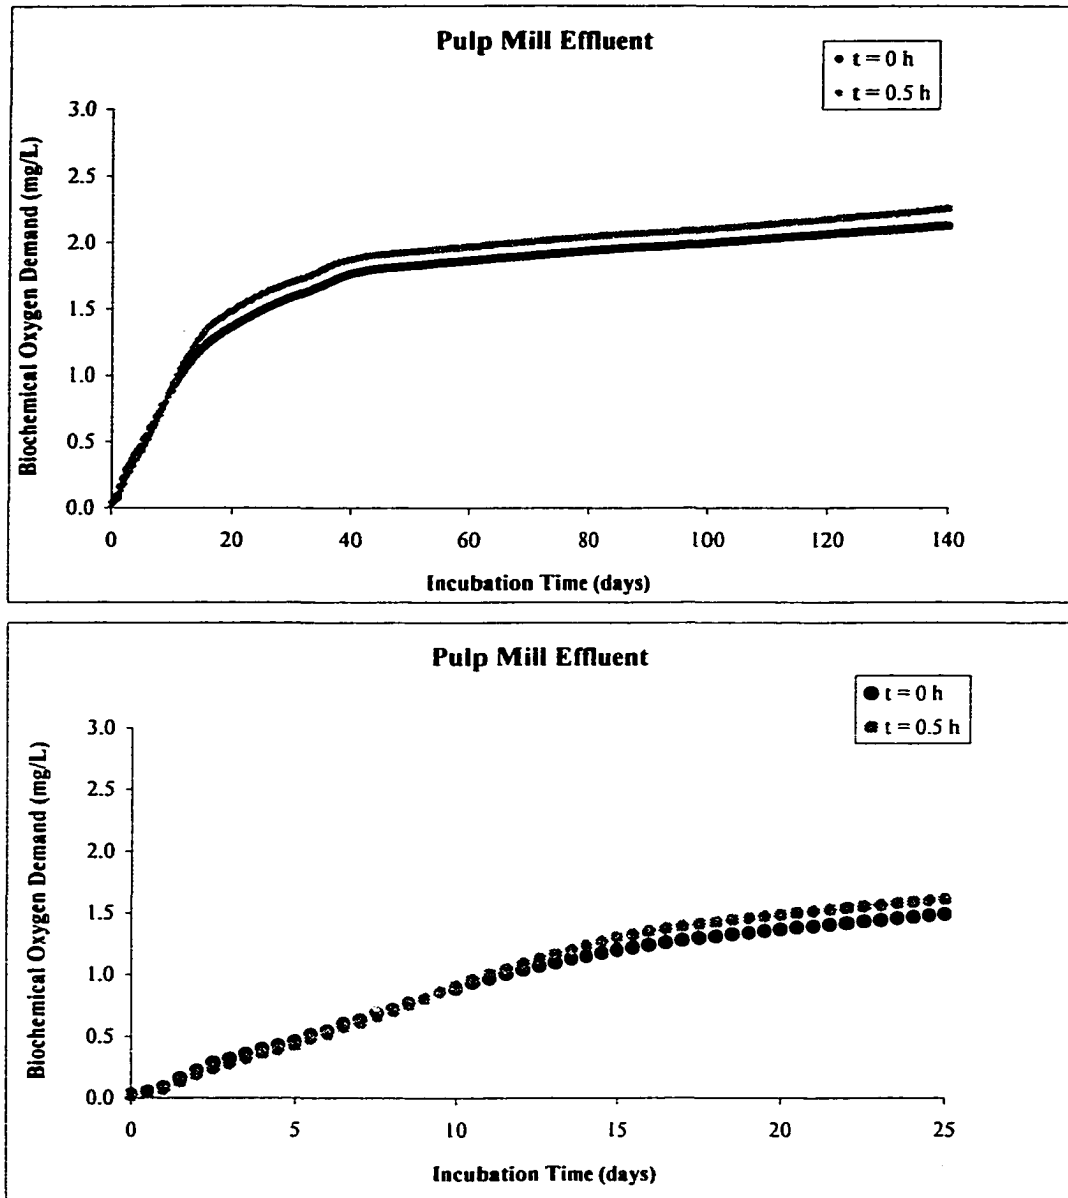 Pulp Mill Effluent
t = 0 h
t = 0.5 h
Biochemical Oxygen Demand (mg/L)
3.0
2.5
2.0
1.5
1.0
0.5
0.0
0 20 40 60 80 100 120 140
Incubation Time (days)
Pulp Mill Effluent
t = 0 h
t = 0.5 h
Biochemical Oxygen Demand (mg/L)
3.0
2.5
2.0
1.5
1.0
0.5
0.0
0 5 10 15 20 25
Incubation Time (days)